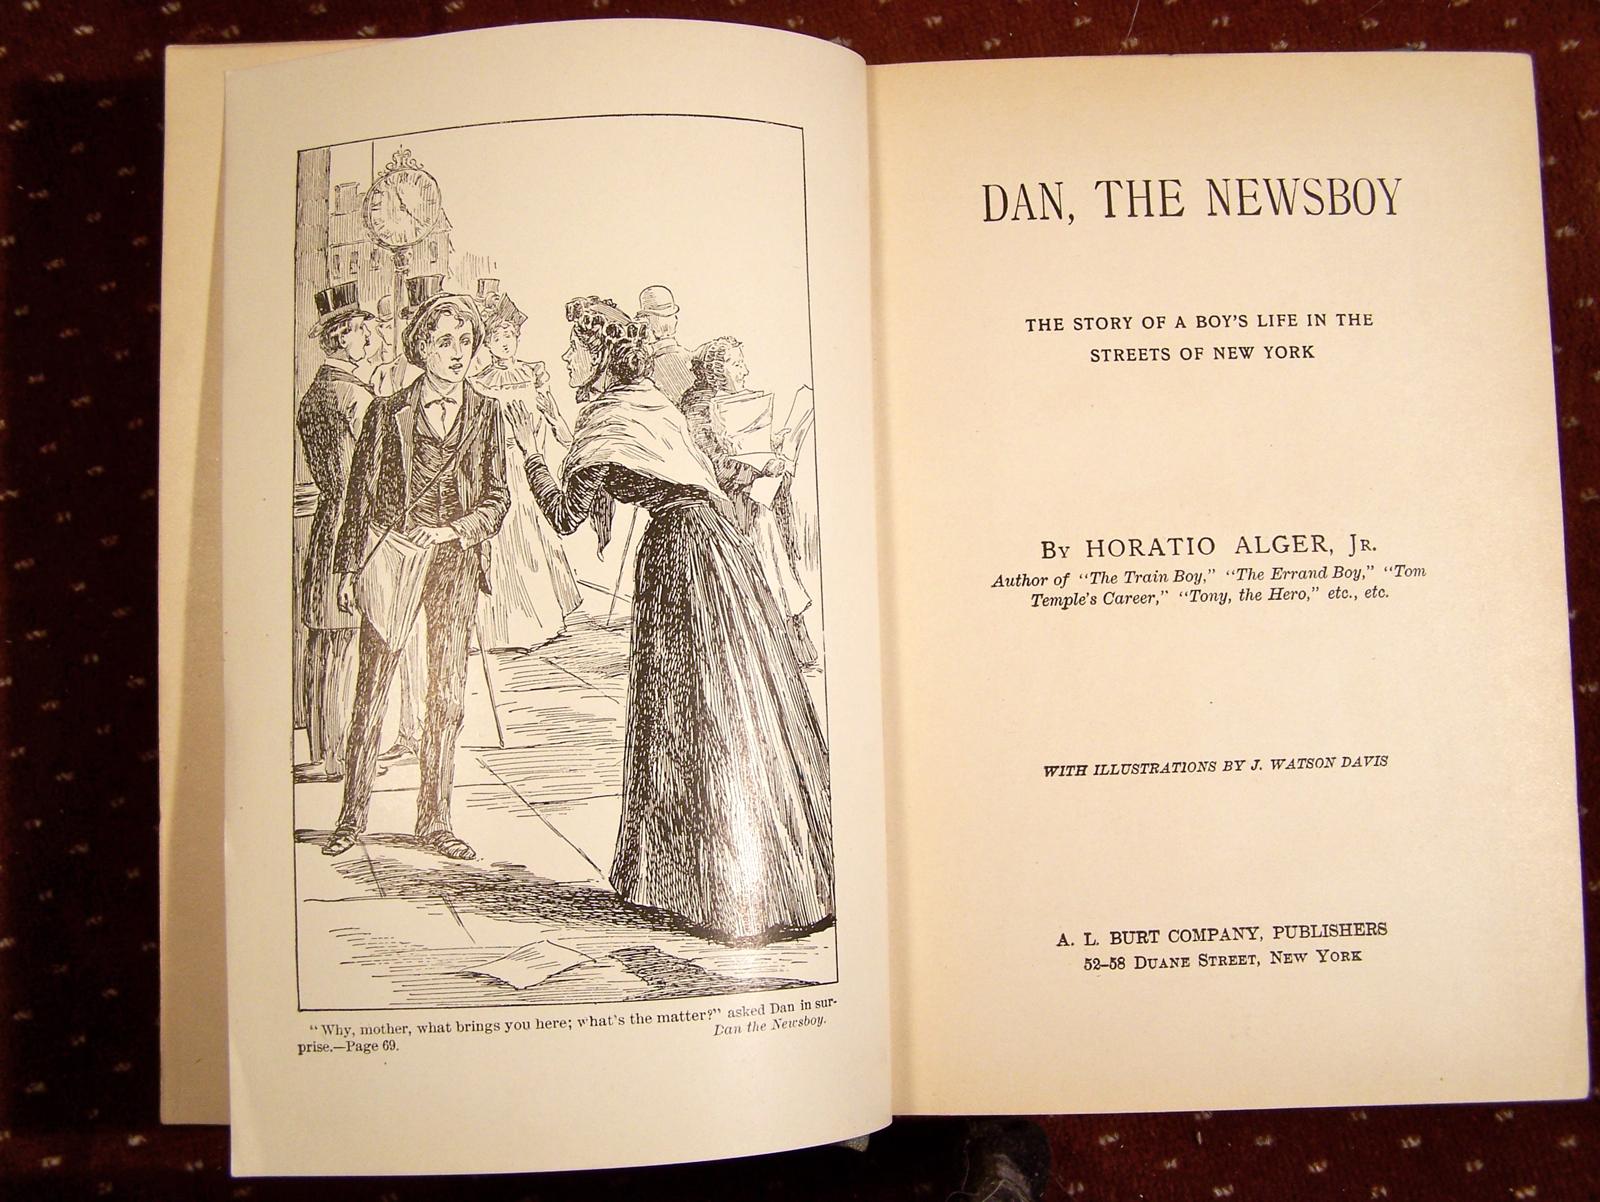 "Why, mother, what brings you here; what's the matter?" asked Dan in sur-
prise.—Page 69.
Dan the Newsboy.
DAN, THE NEWSBOY
THE STORY OF A BOY'S LIFE IN THE
STREETS OF NEW YORK
By HORATIO ALGER, Jr.
Author of "The Train Boy," "The Errand Boy," "Tom
Temple's Career," "Tony, the Hero," etc., etc.
WITH ILLUSTRATIONS BY J. WATSON DAVIS
A. L. BURT COMPANY, PUBLISHERS
52–58 Duane Street, New York